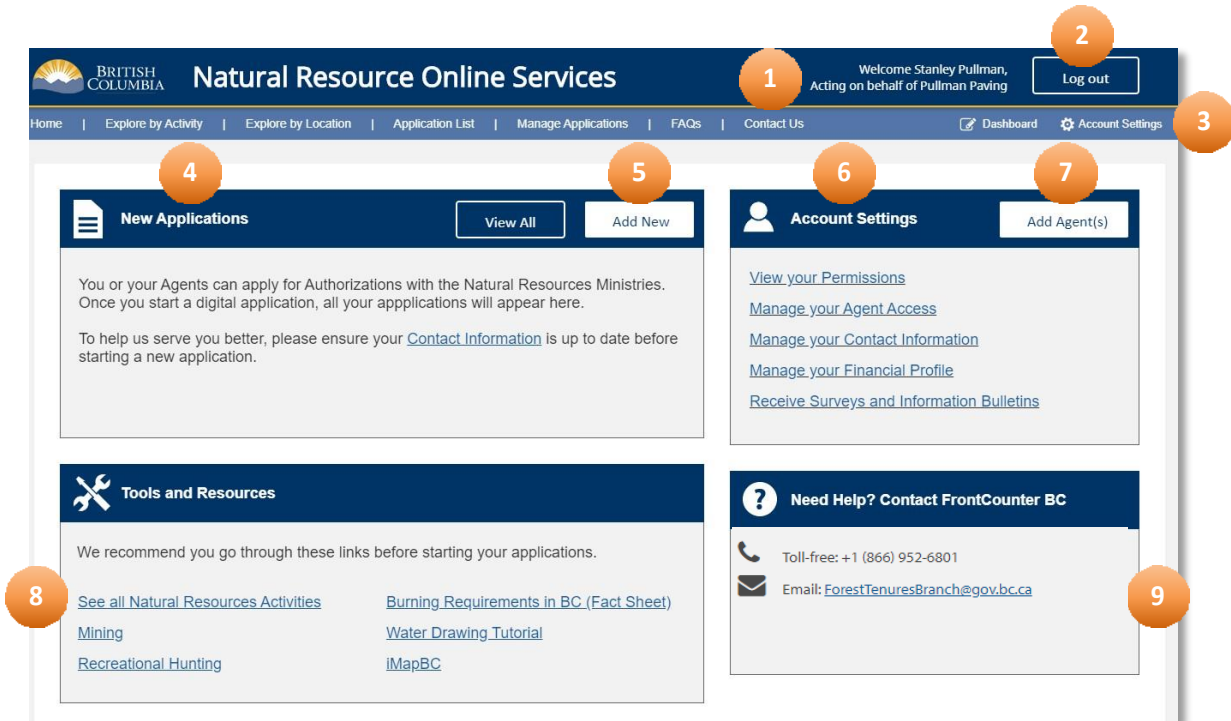 2
BRITISH
COLUMBIA
Natural Resource Online Services
1
Welcome Stanley Pullman,
Acting on behalf of Pullman Paving
Log out
Home | Explore by Activity | Explore by Location | Application List | Manage Applications | FAQs | Contact Us
Dashboard
Account Settings
3
4
5
6
7
New Applications
View All
Add New
You or your Agents can apply for Authorizations with the Natural Resources Ministries.
Once you start a digital application, all your appplications will appear here.
To help us serve you better, please ensure your Contact Information is up to date before
starting a new application.
Account Settings
Add Agent(s)
View your Permissions
Manage your Agent Access
Manage your Contact Information
Manage your Financial Profile
Receive Surveys and Information Bulletins
Tools and Resources
We recommend you go through these links before starting your applications.
8
See all Natural Resources Activities
Mining
Recreational Hunting
Burning Requirements in BC (Fact Sheet)
Water Drawing Tutorial
iMapBC
Need Help? Contact FrontCounter BC
Toll-free: +1 (866) 952-6801
Email: ForestTenuresBranch@gov.bc.ca
9